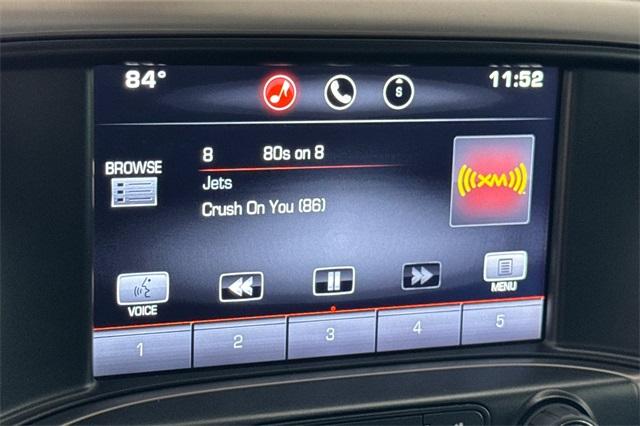 84°
S
11:52
8 80s on 8
BROWSE
Jets
Crush On You (86)
XM
VOICE
MENU
1 2 3 4 5